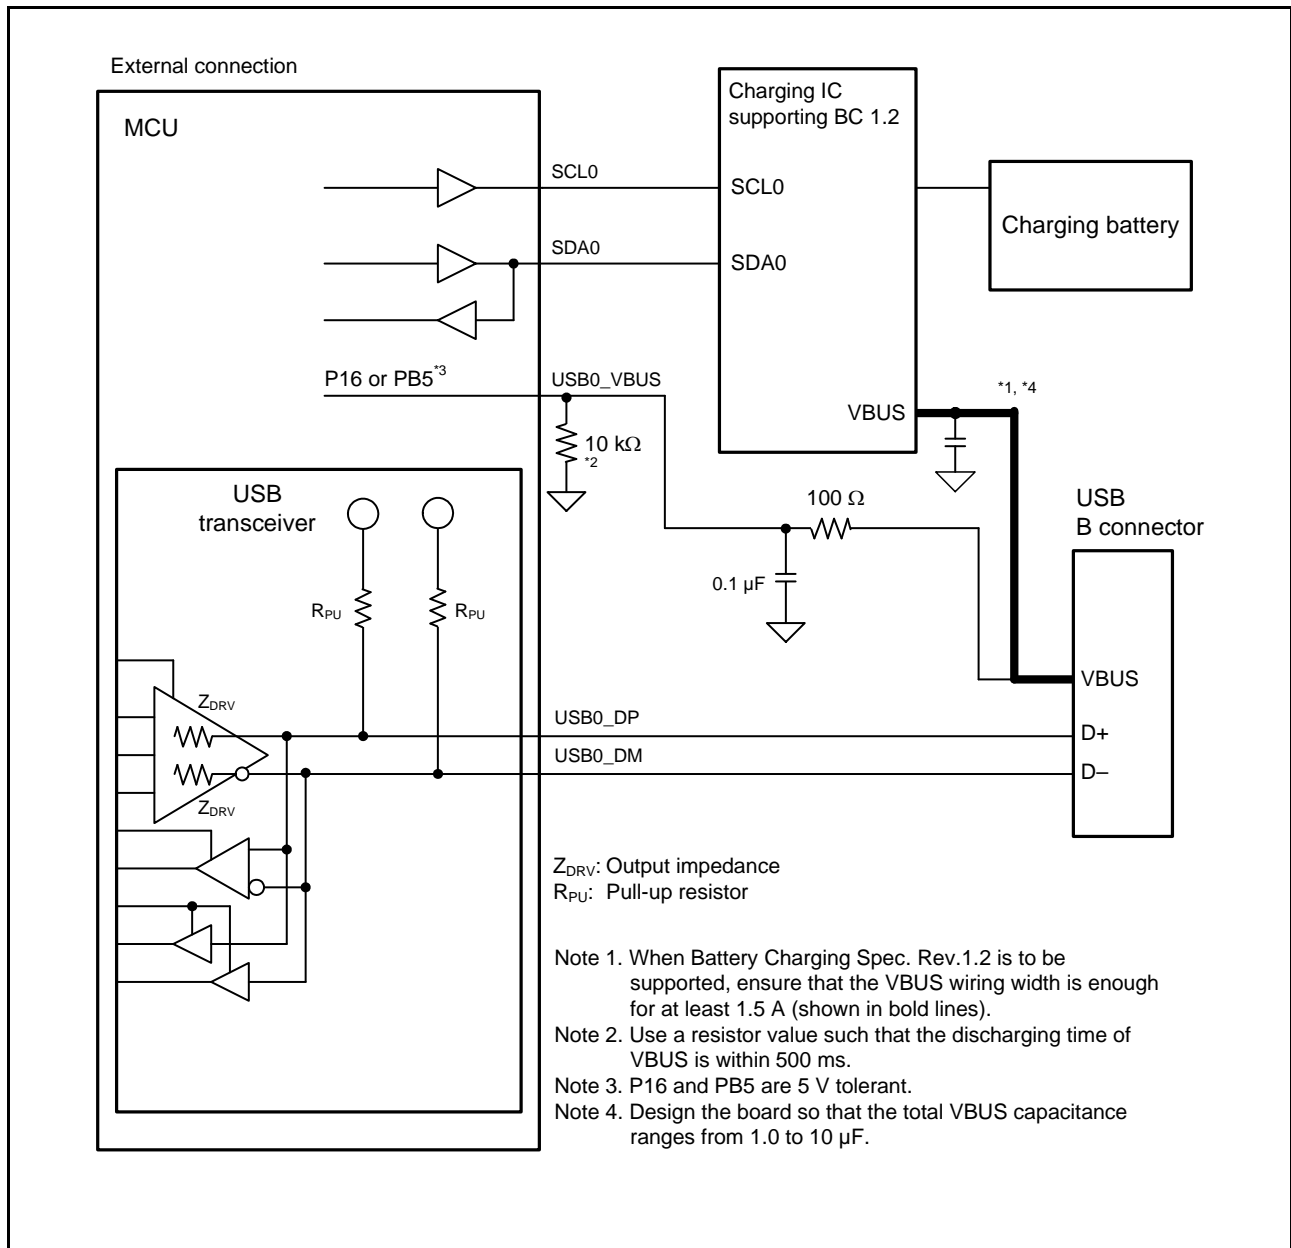 External connection
MCU
Charging IC
supporting BC 1.2
SCL0
SCL0
Charging battery
SDA0
SDA0
P16 or PB5*3
USB0_VBUS
*1, *4
VBUS
10 kΩ
*2
USB
transceiver
100 Ω
USB
B connector
0.1 µF
RPU
RPU
VBUS
ZDRV
USB0_DP
D+
USB0_DM
D–
ZDRV
ZDRV: Output impedance
RPU: Pull-up resistor
Note 1. When Battery Charging Spec. Rev.1.2 is to be
supported, ensure that the VBUS wiring width is enough
for at least 1.5 A (shown in bold lines).
Note 2. Use a resistor value such that the discharging time of
VBUS is within 500 ms.
Note 3. P16 and PB5 are 5 V tolerant.
Note 4. Design the board so that the total VBUS capacitance
ranges from 1.0 to 10 µF.